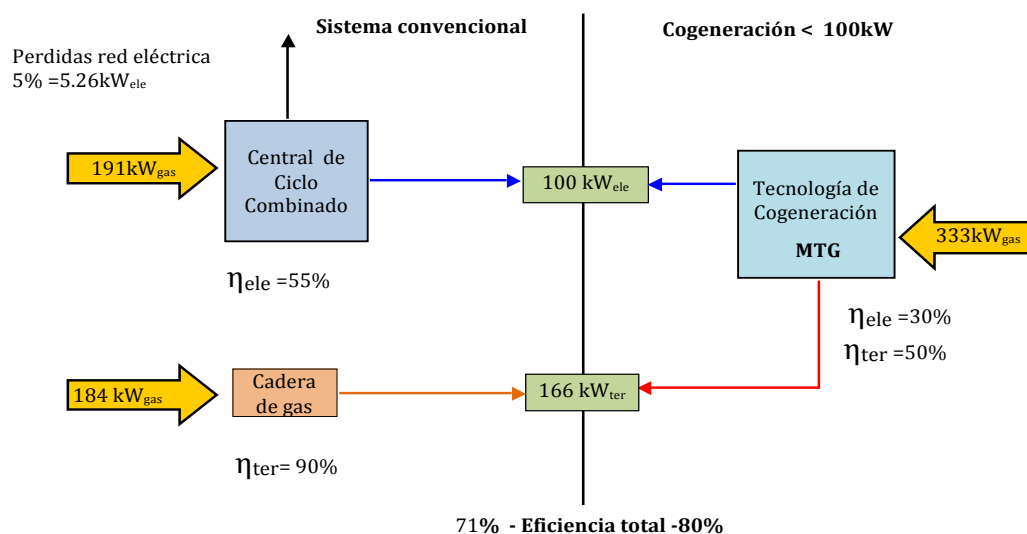 Sistema convencional
Cogeneración < 100kW
Perdidas red eléctrica
5% =5.26kWele
191kWgas
Central de
Ciclo
Combinado
100 kWele
Tecnología de
Cogeneración
MTG
333kWgas
ηele =55%
ηele =30%
ηter =50%
184 kWgas
Cadera
de gas
166 kWter
ηter= 90%
71% - Eficiencia total -80%